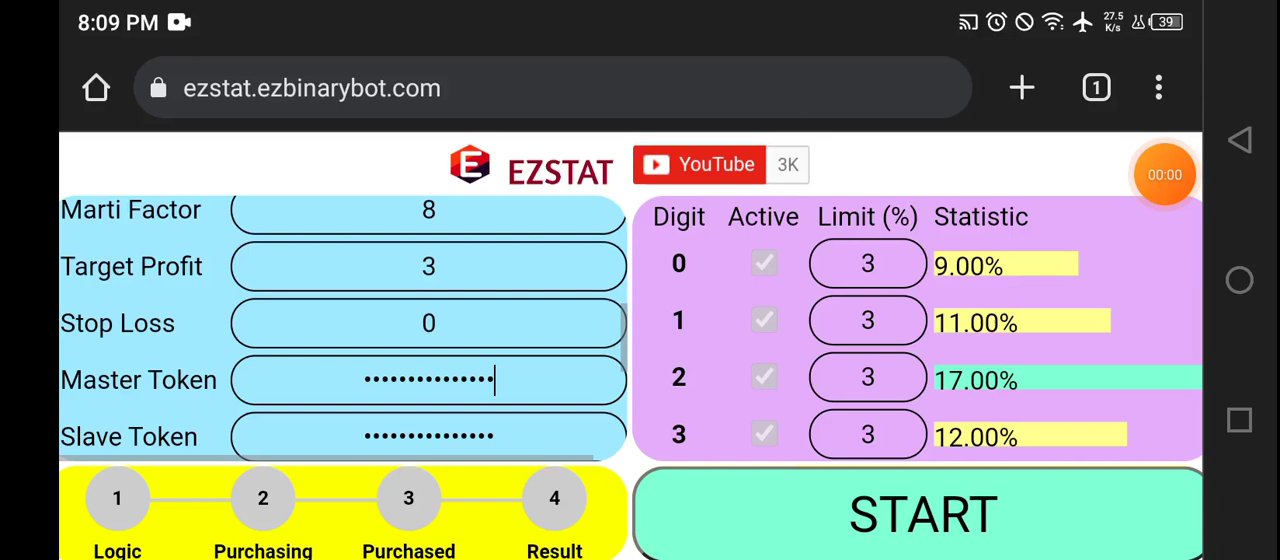 8:09 PM 27.5 K/s 39
ezstat.ezbinarybot.com 1
E EZSTAT YouTube 3K 00:00
Marti Factor 8
Target Profit 3
Stop Loss 0
Master Token •••••••••••••••
Slave Token •••••••••••••••
Digit Active Limit (%) Statistic
0 3 9.00%
1 3 11.00%
2 3 17.00%
3 3 12.00%
1 2 3 4
Logic Purchasing Purchased Result
START